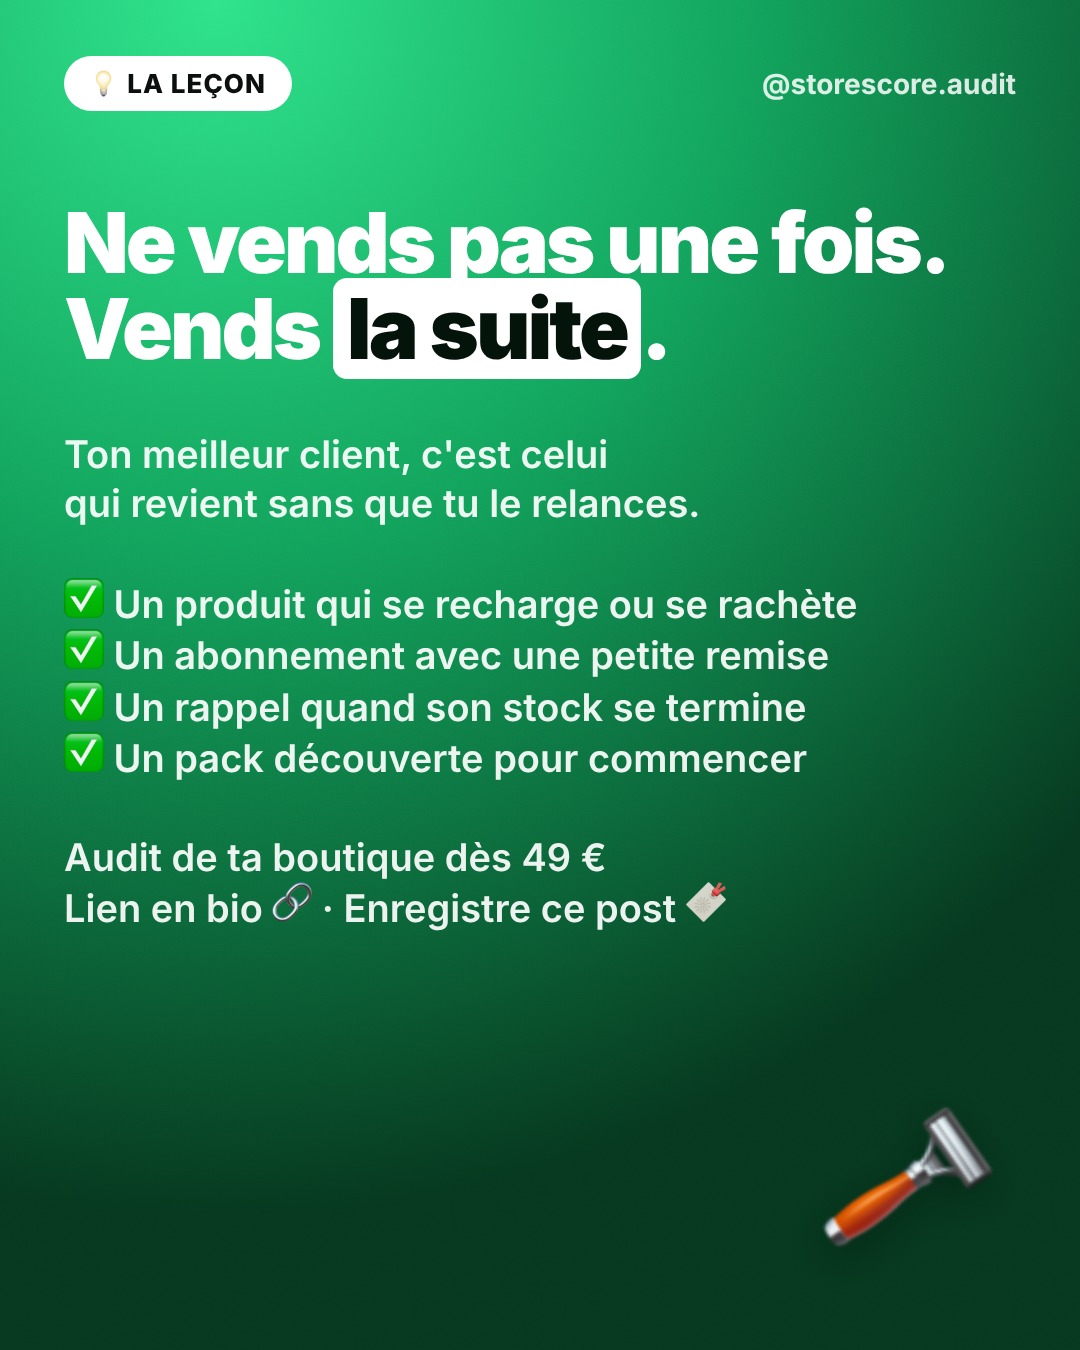 💡 LA LEÇON
@storescore.audit
Ne vends pas une fois.
Vends la suite.
Ton meilleur client, c'est celui
qui revient sans que tu le relances.
✅ Un produit qui se recharge ou se rachète
✅ Un abonnement avec une petite remise
✅ Un rappel quand son stock se termine
✅ Un pack découverte pour commencer
Audit de ta boutique dès 49 €
Lien en bio 🔗 · Enregistre ce post 🔖